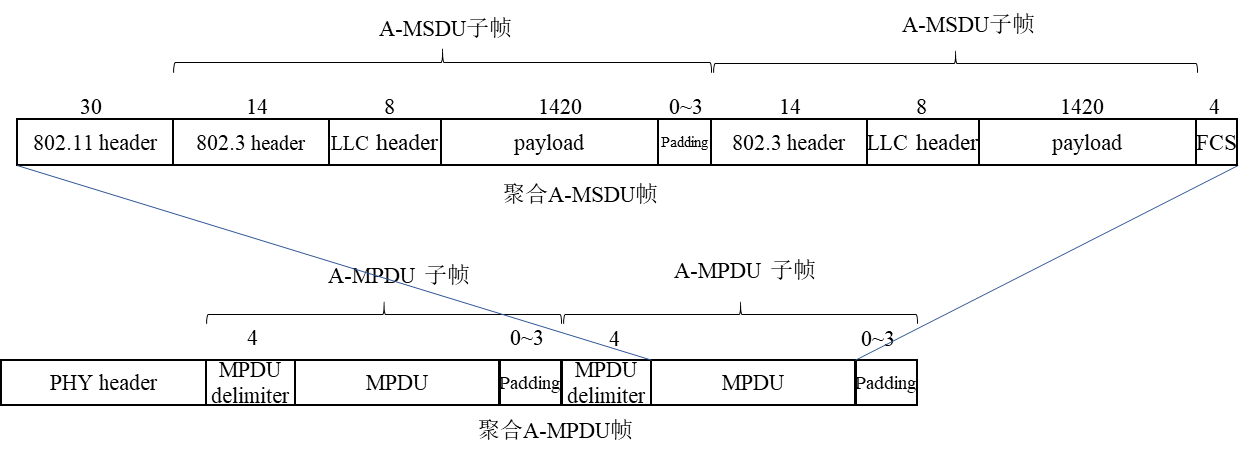 A-MSDU子帧 A-MSDU子帧
30 14 8 1420 0~3 14 8 1420 4
802.11 header 802.3 header LLC header payload Padding 802.3 header LLC header payload FCS
聚合A-MSDU帧
A-MPDU 子帧 A-MPDU 子帧
4 0~3 4 0~3
PHY header MPDU delimiter MPDU Padding MPDU delimiter MPDU Padding
聚合A-MPDU帧